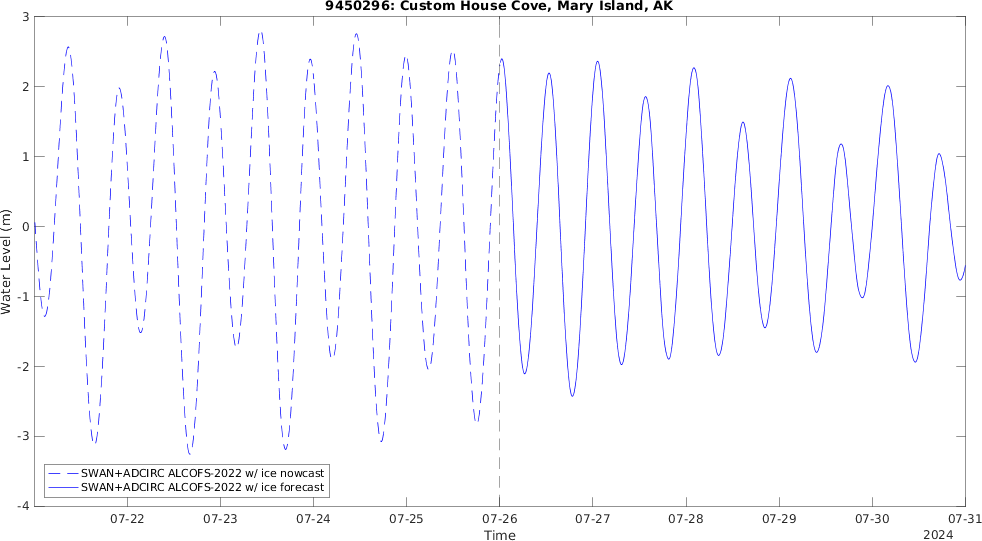 9450296: Custom House Cove, Mary Island, AK
3
2
1
0
-1
-2
-3
-4
Water Level (m)
SWAN+ADCIRC ALCOFS-2022 w/ ice nowcast
SWAN+ADCIRC ALCOFS-2022 w/ ice forecast
07-22 07-23 07-24 07-25 07-26 07-27 07-28 07-29 07-30 07-31
Time
2024